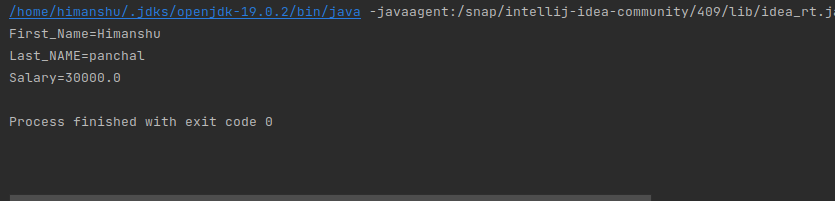 /home/himanshu/.jdks/openjdk-19.0.2/bin/java -javaagent:/snap/intellij-idea-community/409/lib/idea_rt.ja
First_Name=Himanshu
Last_NAME=panchal
Salary=30000.0
Process finished with exit code 0